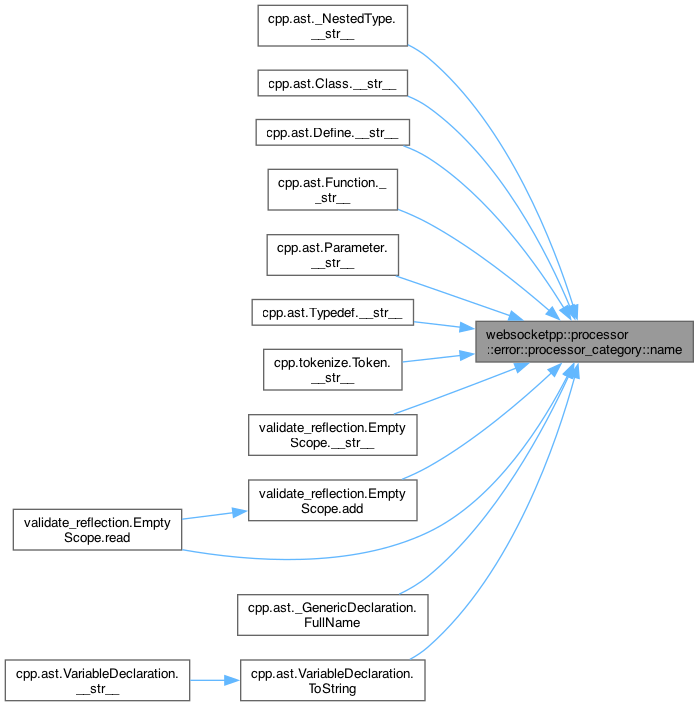 cpp.ast._NestedType.
__str__
cpp.ast.Class.__str__
cpp.ast.Define.__str__
cpp.ast.Function._
_str__
cpp.ast.Parameter.
__str__
cpp.ast.Typedef.__str__
websocketpp::processor
::error::processor_category::name
cpp.tokenize.Token.
__str__
validate_reflection.Empty
Scope.__str__
validate_reflection.Empty
Scope.add
validate_reflection.Empty
Scope.read
cpp.ast._GenericDeclaration.
FullName
cpp.ast.VariableDeclaration.
__str__
cpp.ast.VariableDeclaration.
ToString